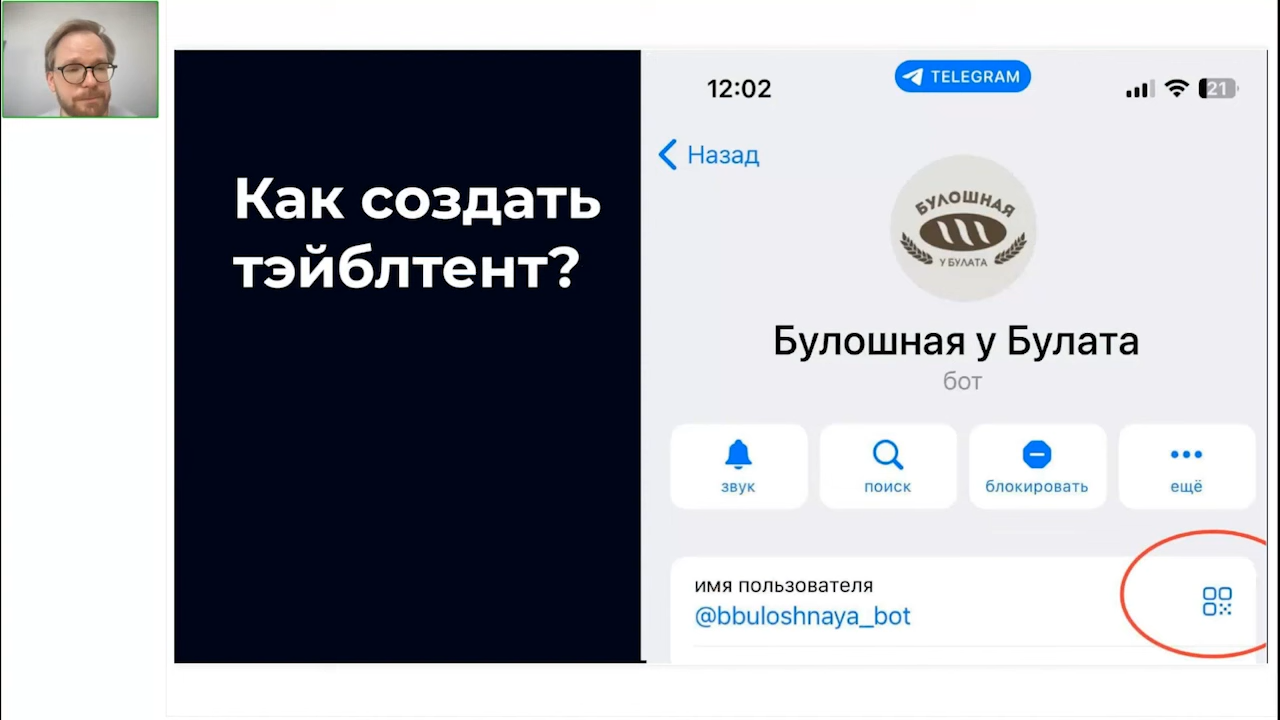 Как создать
тэйблтент?
12:02
TELEGRAM
21
Назад
БУЛОШНАЯ
У БУЛАТА
Булошная у Булата
бот
звук
поиск
блокировать
ещё
имя пользователя
@bbuloshnaya_bot